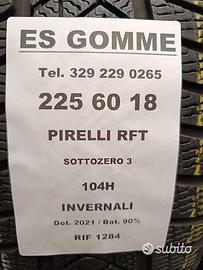 ES GOMME
Tel. 329 229 0265
225 60 18
PIRELLI RFT
SOTTOZERO 3
104H
INVERNALI
Dot. 2021 / Bat. 90%
RIF 1284
subito